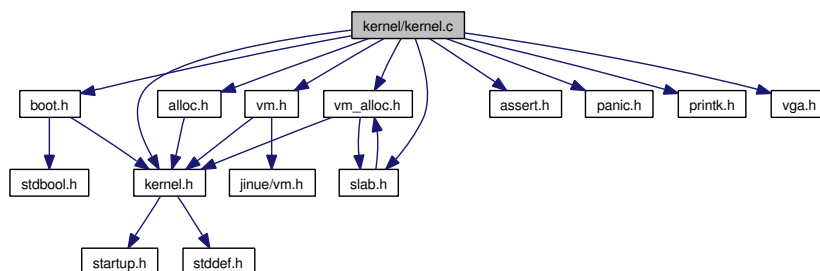 kernel/kernel.c
boot.h
alloc.h
vm.h
vm_alloc.h
assert.h
panic.h
printk.h
vga.h
stdbool.h
kernel.h
jinue/vm.h
slab.h
startup.h
stddef.h